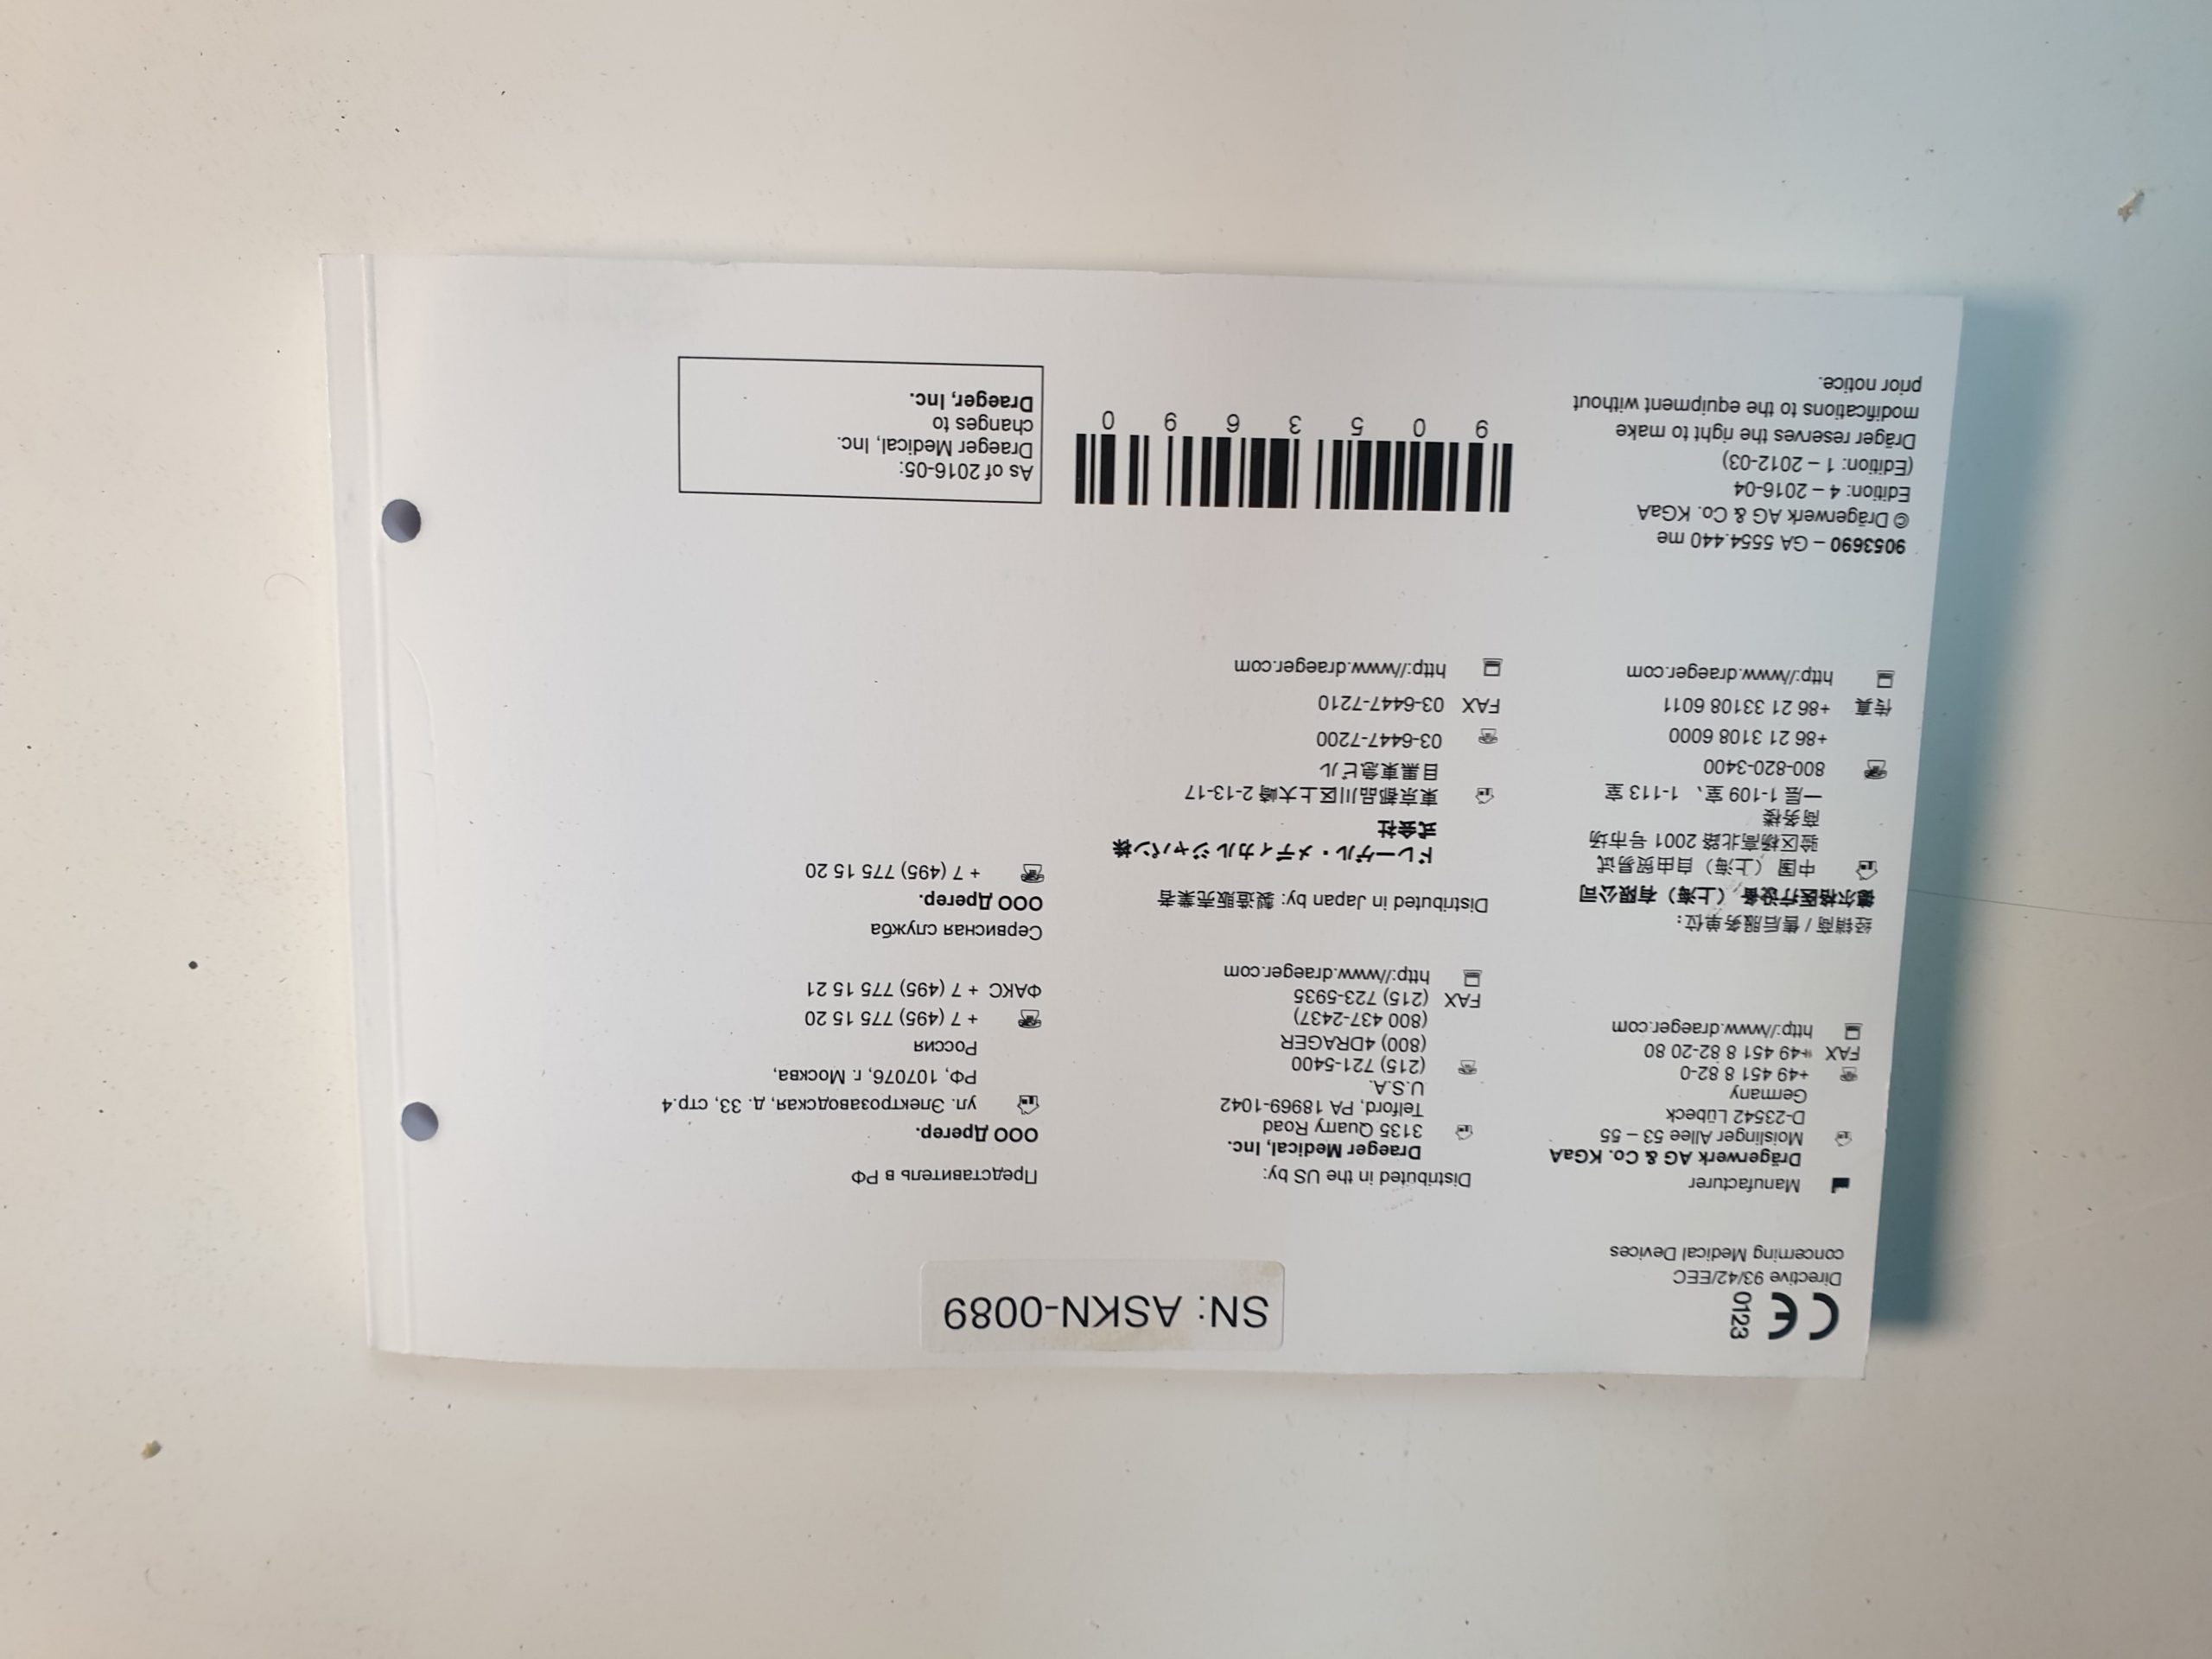 CE 0123
Directive 93/42/EEC
concerning Medical Devices
SN: ASKN-0089
Manufacturer
Drägerwerk AG & Co. KGaA
Moislinger Allee 53 – 55
D-23542 Lübeck
Germany
+49 451 8 82-0
FAX +49 451 8 82-20 80
http://www.draeger.com
经销商 / 售后服务单位:
德尔格医疗设备（上海）有限公司
中国（上海）自由贸易试
验区杨高北路 2001 号市场
商务楼
一层 1-109 室、 1-113 室
800-820-3400
+86 21 3108 6000
传真 +86 21 33108 6011
http://www.draeger.com
9053690 – GA 5554.440 me
© Drägerwerk AG & Co. KGaA
Edition: 4 – 2016-04
(Edition: 1 – 2012-03)
Dräger reserves the right to make
modifications to the equipment without
prior notice.
Distributed in the US by:
Draeger Medical, Inc.
3135 Quarry Road
Telford, PA 18969-1042
U.S.A.
(215) 721-5400
(800) 4DRAGER
(800 437-2437)
FAX (215) 723-5935
http://www.draeger.com
Distributed in Japan by: 製造販売業者
ドレーゲル・メディカル ジャパン株
式会社
東京都品川区上大崎 2-13-17
目黒東急ビル
03-6447-7200
FAX 03-6447-7210
http://www.draeger.com
9 0 5 3 6 9 0
Представитель в РФ
ООО Дрегер.
ул. Электрозаводская, д. 33, стр.4
РФ, 107076, г. Москва,
Россия
+ 7 (495) 775 15 20
ФАКС + 7 (495) 775 15 21
Сервисная служба
ООО Дрегер.
+ 7 (495) 775 15 20
As of 2016-05:
Draeger Medical, Inc.
changes to
Draeger, Inc.